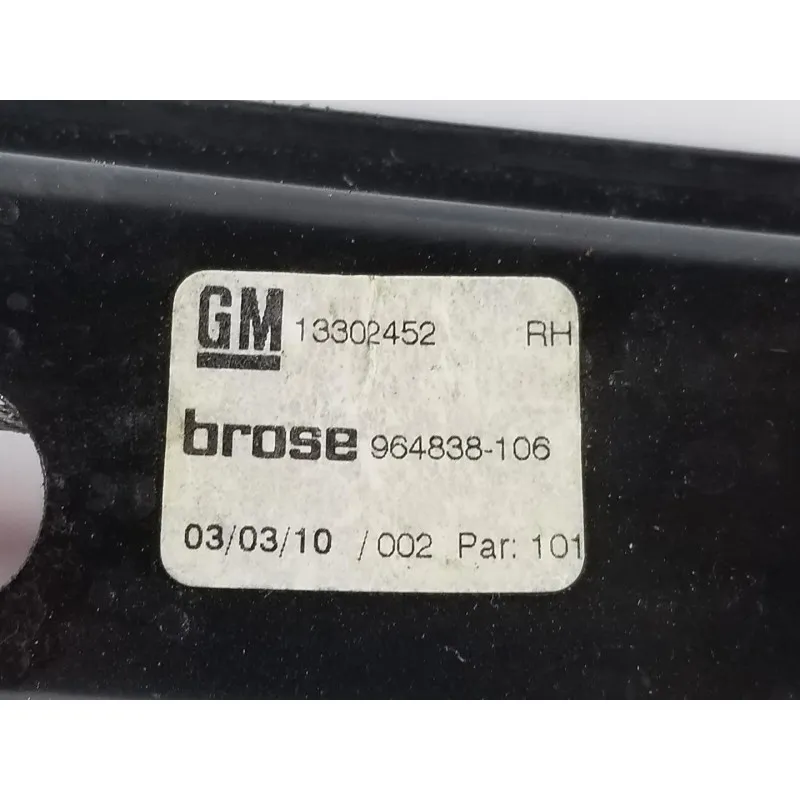 GM 13302452 RH
brose 964838-106
03/03/10 /002 Par: 101